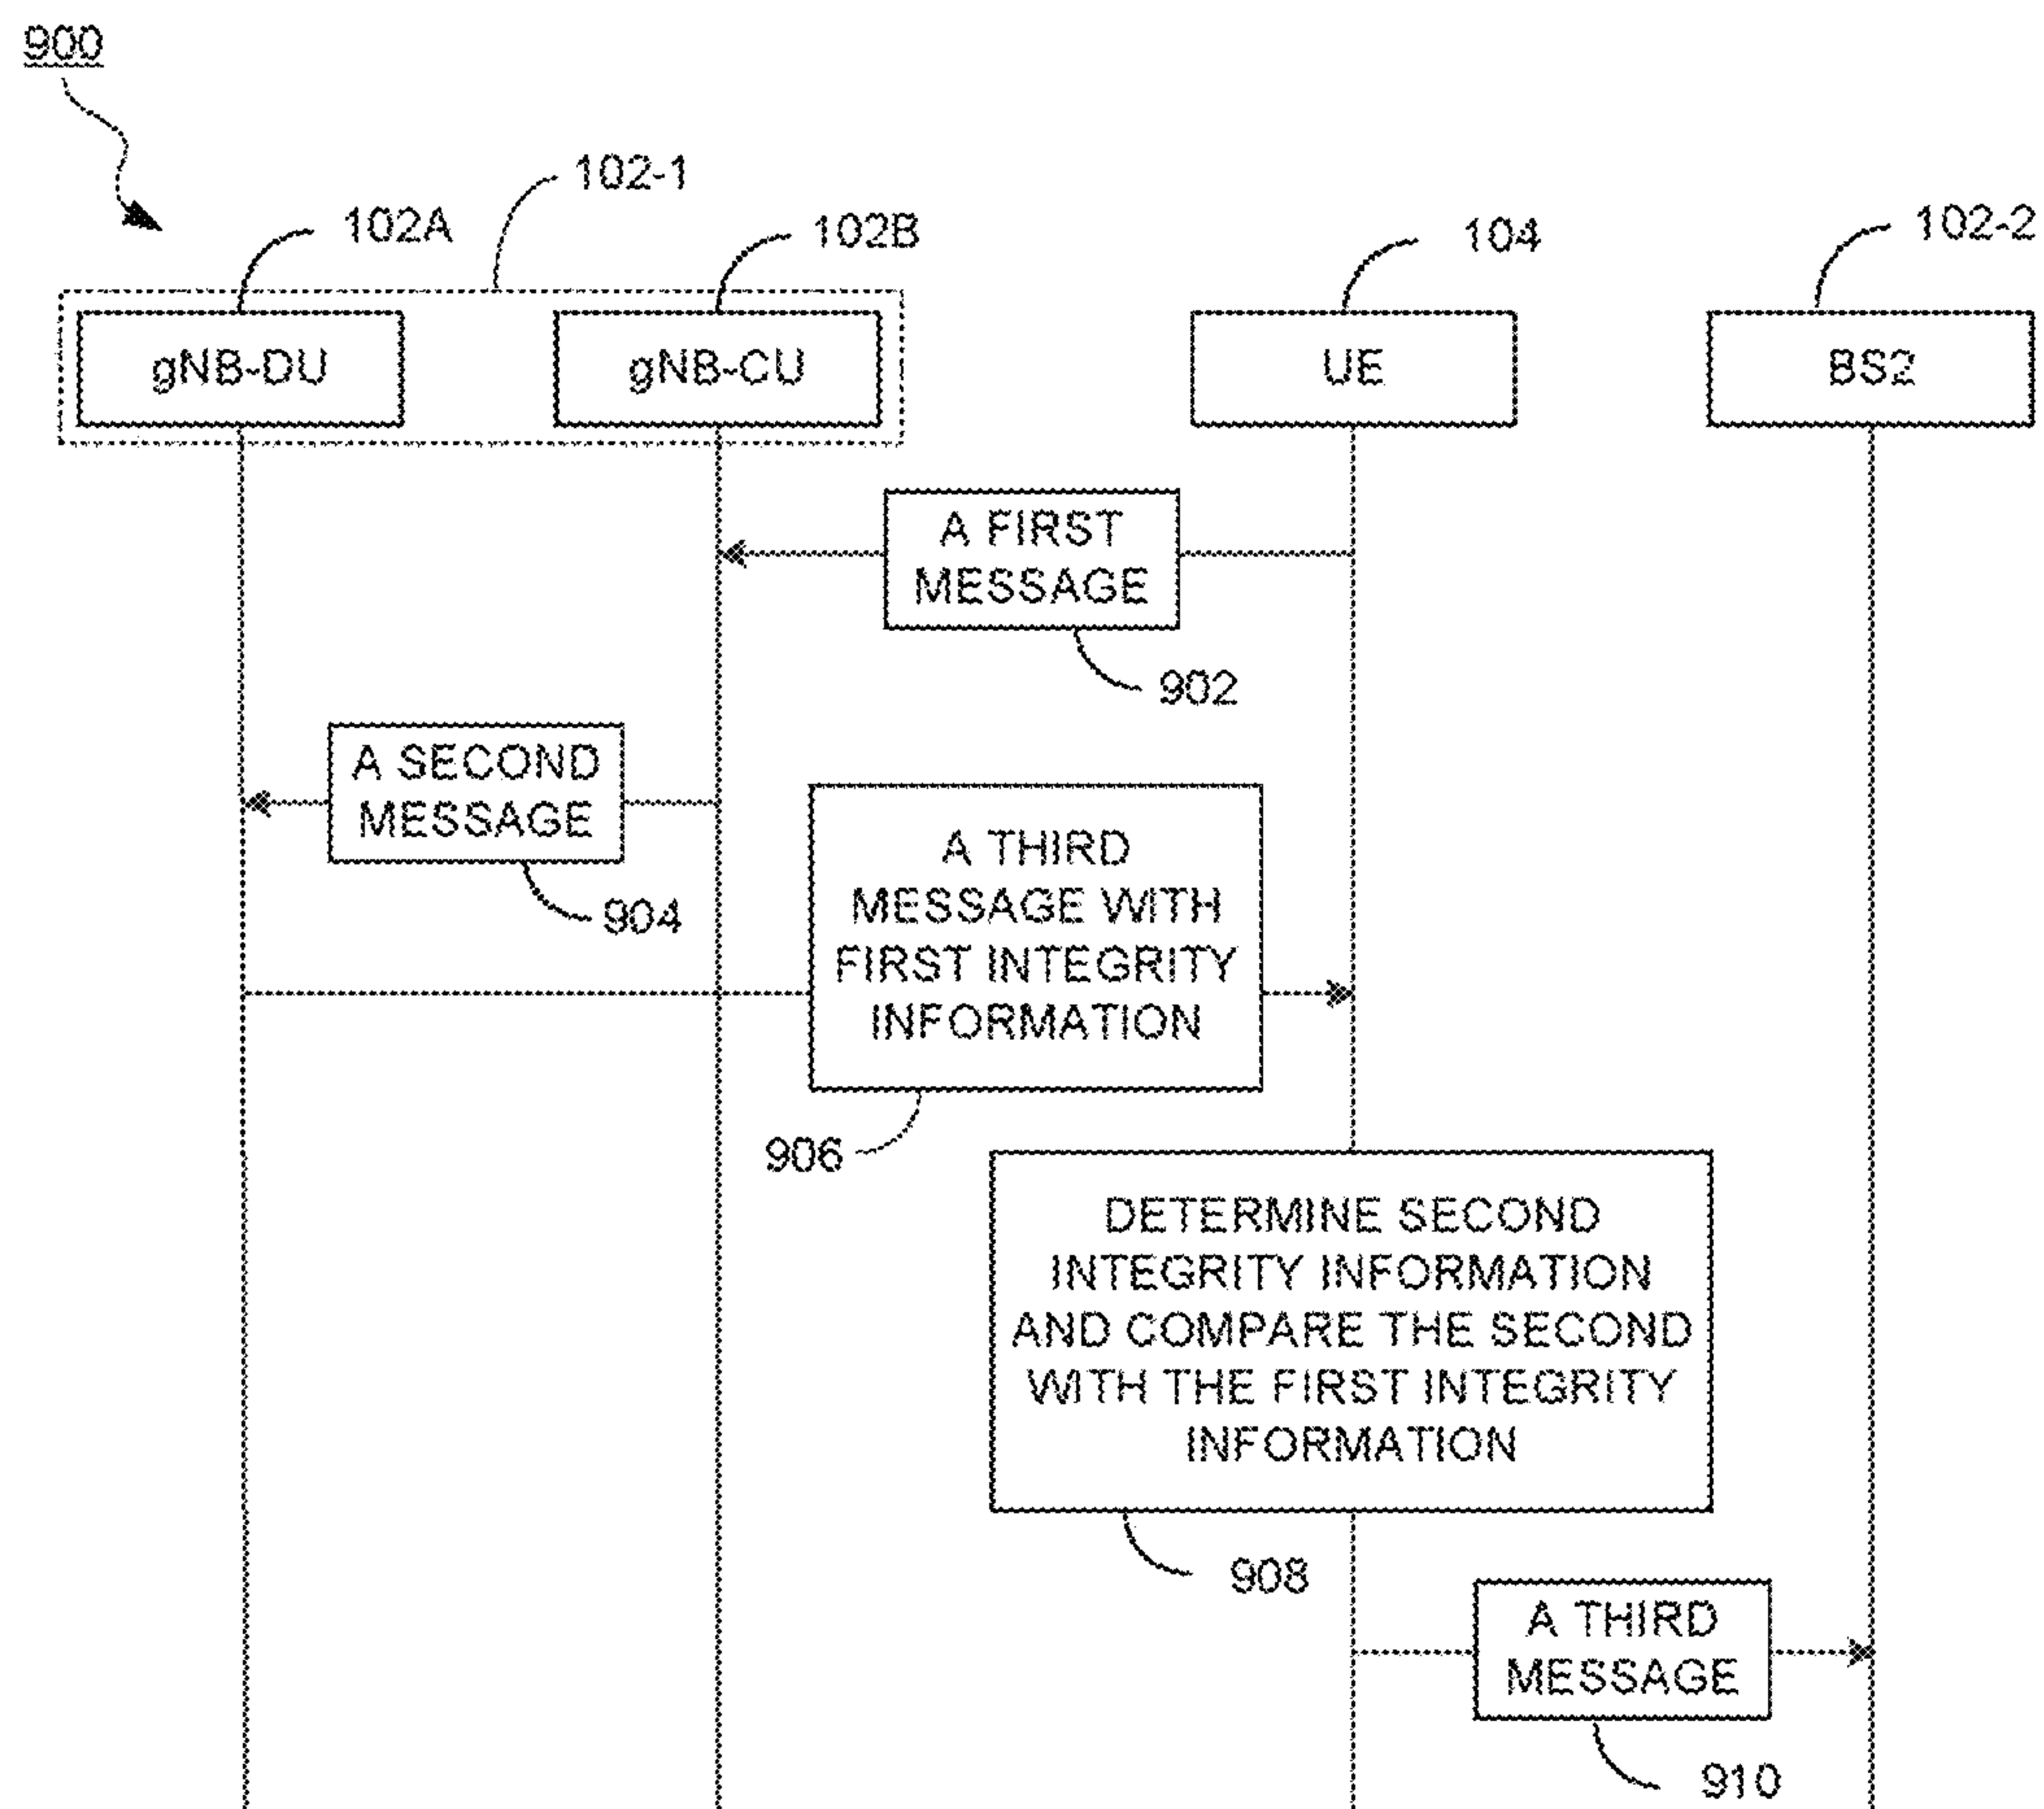 900
102-1
102A
102B
104
102-2
gNB-DU
gNB-CU
UE
BS2
A FIRST
MESSAGE
902
A SECOND
MESSAGE
904
A THIRD
MESSAGE WITH
FIRST INTEGRITY
INFORMATION
906
DETERMINE SECOND
INTEGRITY INFORMATION
AND COMPARE THE SECOND
WITH THE FIRST INTEGRITY
INFORMATION
908
A THIRD
MESSAGE
910